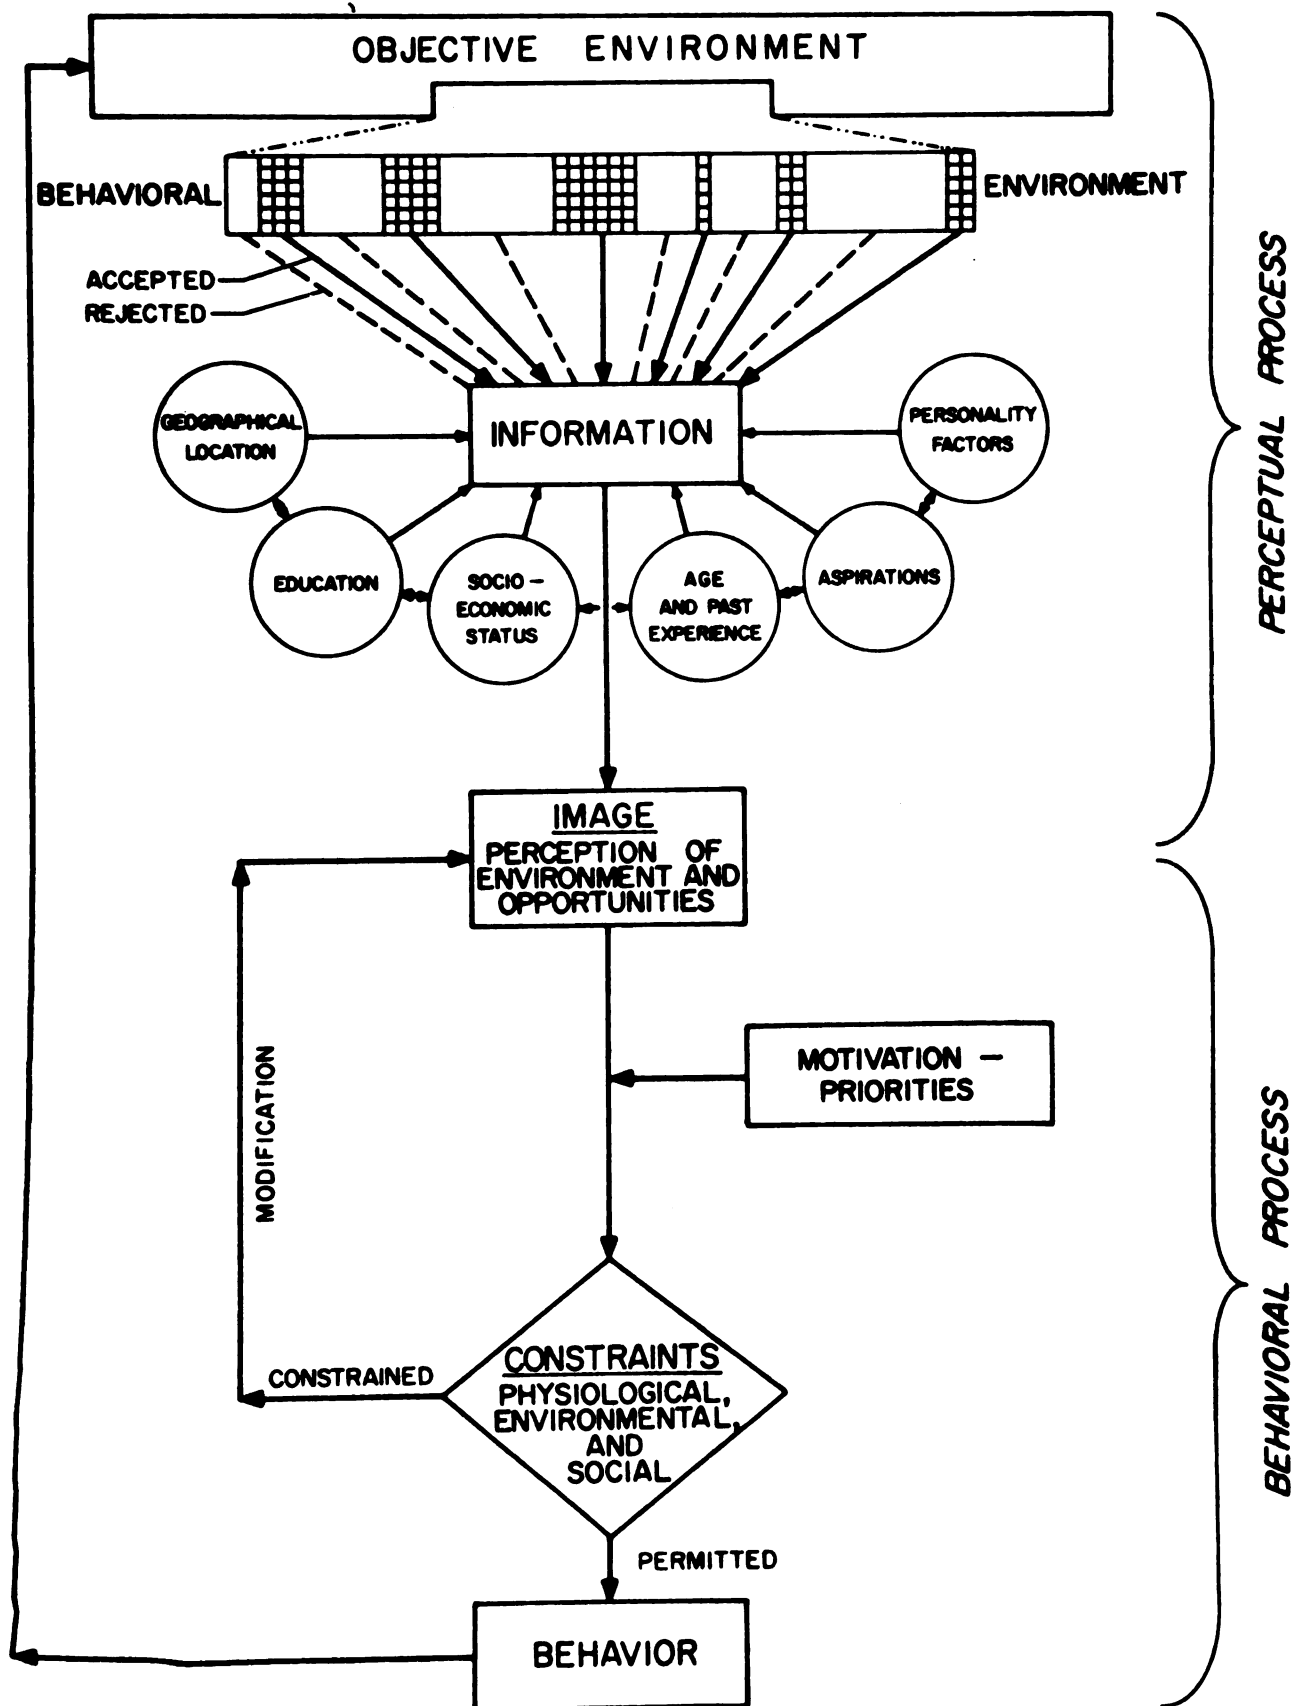 OBJECTIVE ENVIRONMENT
BEHAVIORAL
ENVIRONMENT
ACCEPTED
REJECTED
GEOGRAPHICAL
LOCATION
INFORMATION
PERSONALITY
FACTORS
EDUCATION
SOCIO -
ECONOMIC
STATUS
AGE
AND PAST
EXPERIENCE
ASPIRATIONS
PERCEPTUAL PROCESS
IMAGE
PERCEPTION OF
ENVIRONMENT AND
OPPORTUNITIES
MOTIVATION -
PRIORITIES
MODIFICATION
CONSTRAINED
CONSTRAINTS
PHYSIOLOGICAL,
ENVIRONMENTAL,
AND
SOCIAL
PERMITTED
BEHAVIOR
BEHAVIORAL PROCESS